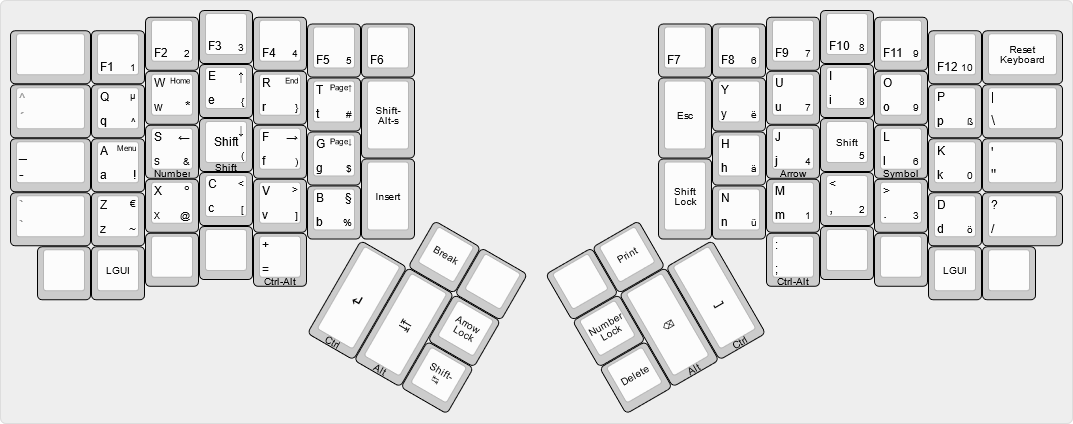 F1 1
F2 2
F3 3
F4 4
F5 5
F6
F7
F8 6
F9 7
F10 8
F11 9
F12 10
Reset
Keyboard
^
´
Q µ
q ^
W Home
w *
E ↑
e {
R End
r }
T Page↑
t #
Shift-
Alt-s
Esc
Y
y ë
U
u 7
I
i 8
O
o 9
P
p ß
|
\
—
-
A Menu
a !
S ←
s &
Number
↓
Shift
(
Shift
F →
f )
G Page↓
g $
H
h ä
J
j 4
Arrow
Shift
5
L
l 6
Symbol
K
k 0
'
"
`
`
Z €
z ~
X °
x @
C <
c [
V >
v ]
B §
b %
Insert
Shift
Lock
N
n ü
M
m 1
<
, 2
>
. 3
D
d ö
?
/
LGUI
+
=
Ctrl-Alt
:
;
Ctrl-Alt
LGUI
Break
↵
Ctrl
↹
Alt
Arrow
Lock
Shift-
↹
Print
Number
Lock
⌫
Alt
Delete
Ctrl